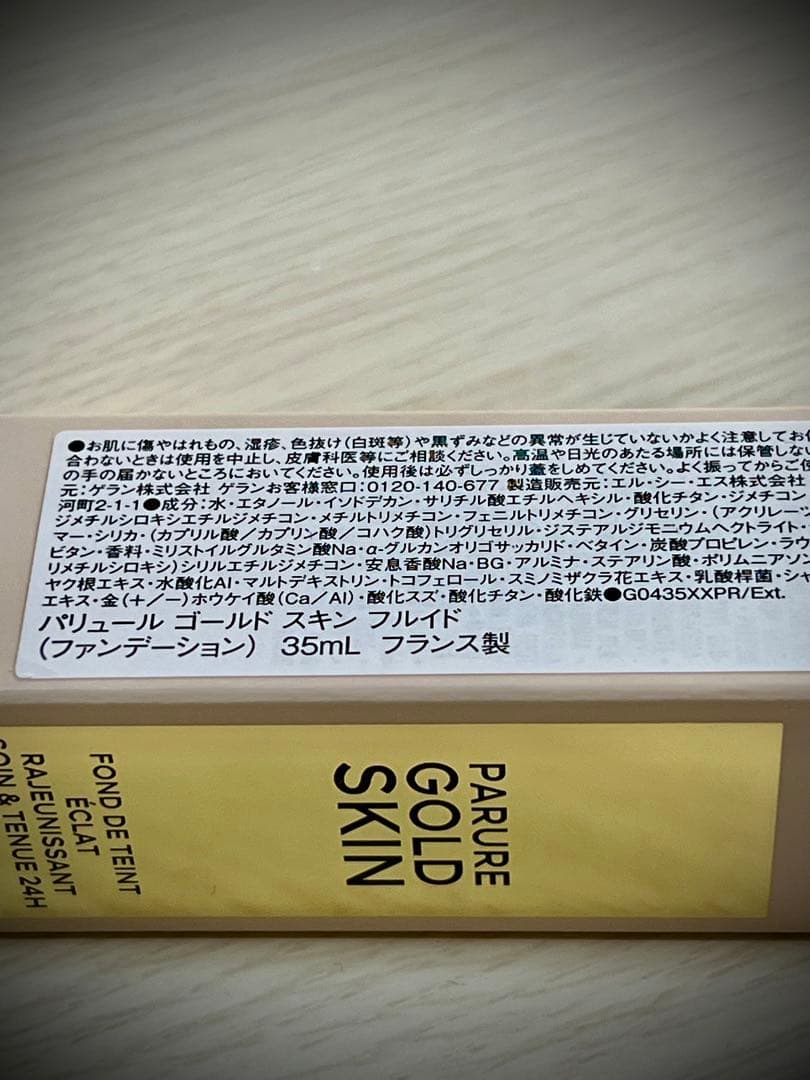 ●お肌に傷やはれもの、湿疹、色抜け(白斑等)や黒ずみなどの異常が生じていないかよく注意してお
合わないときは使用を中止し、皮膚科医等にご相談ください。高温や日光のあたる場所には保管しない
の手の届かないところにおいてください。使用後は必ずしっかり蓋をしめてください。よく振ってからご使
元:ゲラン株式会社 ゲランお客様窓口:0120-140-677 製造販売元:エル・シー・エス株式会社
河町2-1-1●成分:水・エタノール・イソドデカン・サリチル酸エチルヘキシル・酸化チタン・ジメチコン
ジメチルシロキシエチルジメチコン・メチルトリメチコン・フェニルトリメチコン・グリセリン・(アクリレーツ
マー・シリカ・(カプリル酸/カプリン酸/コハク酸)トリグリセリル・ジステアルジモニウムヘクトライト・
ビタン・香料・ミリストイルグルタミン酸Na・α-グルカンオリゴサッカリド・ベタイン・炭酸プロピレン・ラウ
リメチルシロキシ)シリルエチルジメチコン・安息香酸Na・BG・アルミナ・ステアリン酸・ポリムニアソン
ヤク根エキス・水酸化Al・マルトデキストリン・トコフェロール・スミノミザクラ花エキス・乳酸桿菌・シャ
エキス・金(+/−)ホウケイ酸(Ca/Al)・酸化スズ・酸化チタン・酸化鉄●G0435XXPR/Ext.
パリュール ゴールド スキン フルイド
(ファンデーション) 35mL フランス製
PARURE
GOLD
SKIN
FOND DE TEINT
ÉCLAT
RAJEUNISSANT
SOIN & TENUE 24H